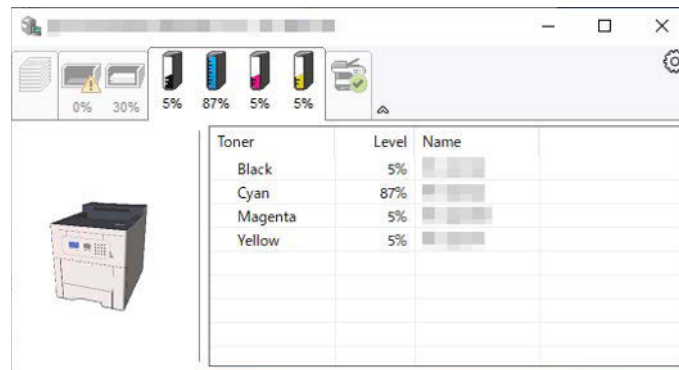 0% 30% 5% 87% 5% 5%
Toner Level Name
Black 5%
Cyan 87%
Magenta 5%
Yellow 5%